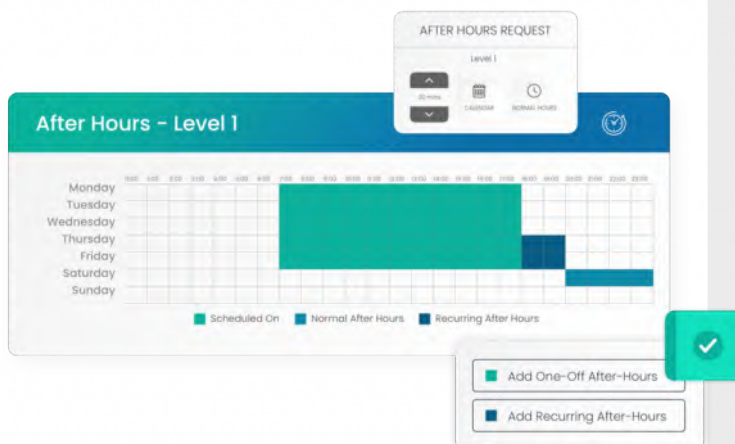 AFTER HOURS REQUEST
Level 1
30 mins
CALENDAR
NORMAL HOURS
After Hours - Level 1
Monday
Tuesday
Wednesday
Thursday
Friday
Saturday
Sunday
Scheduled On
Normal After Hours
Recurring After Hours
Add One-Off After-Hours
Add Recurring After-Hours